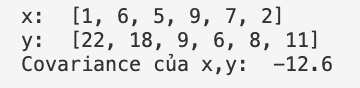 x:  [1, 6, 5, 9, 7, 2]
y:  [22, 18, 9, 6, 8, 11]
Covariance của x,y:  -12.6